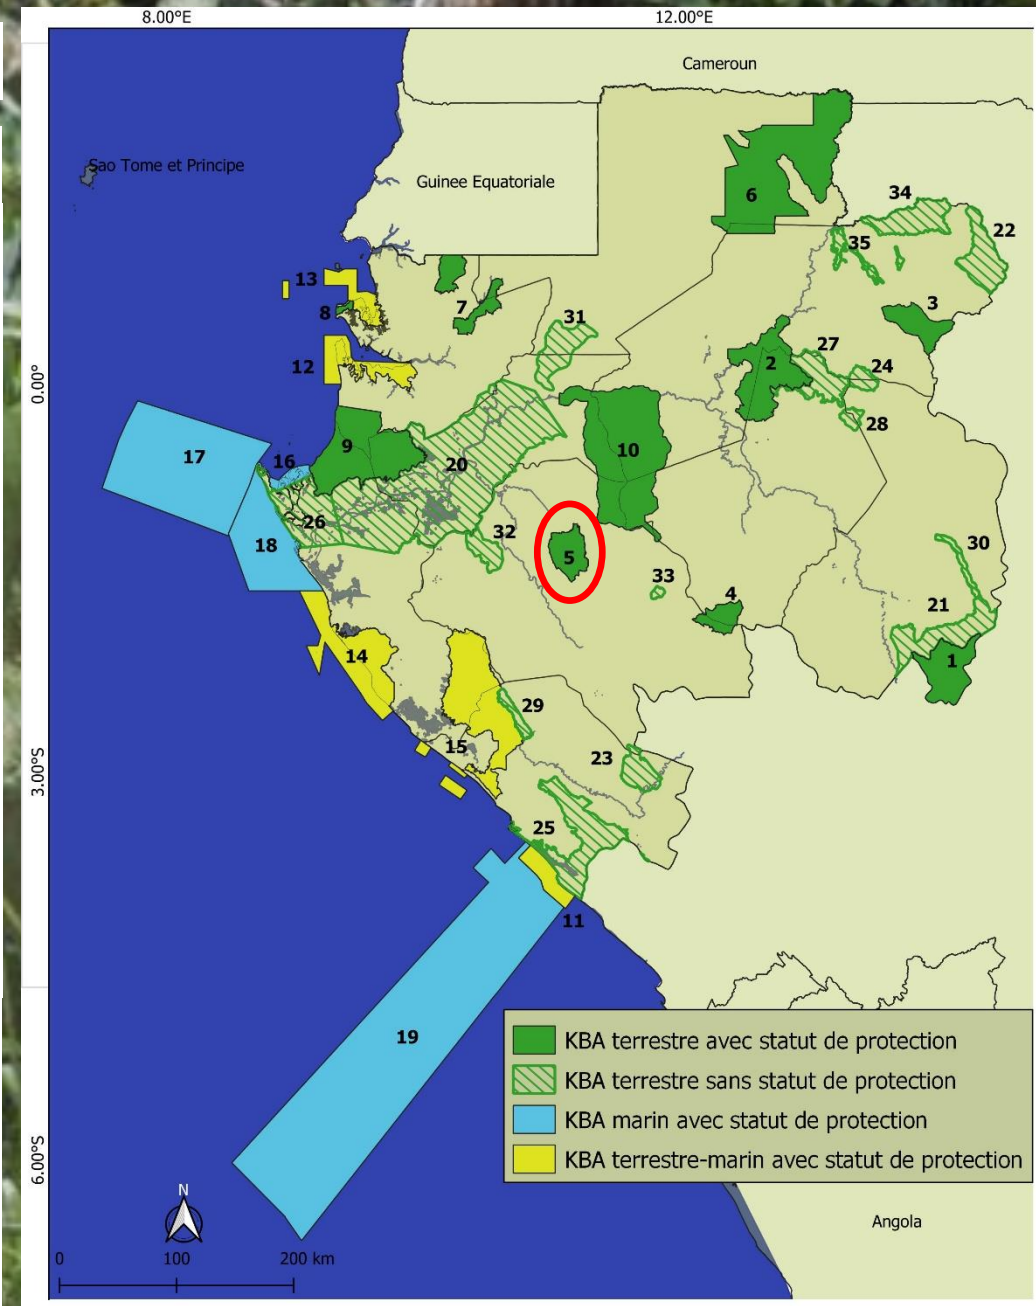 8.00°E
12.00°E
Cameroun
Sao Tome et Principe
Guinee Equatoriale
6
34
22
35
13
8
7
31
3
12
2
27
24
0.00°
28
9
10
17
16
20
26
32
18
5
30
33
4
21
14
1
29
15
23
3.00°S
25
11
19
KBA terrestre avec statut de protection
KBA terrestre sans statut de protection
KBA marin avec statut de protection
KBA terrestre-marin avec statut de protection
6.00°S
N
Angola
0
100
200 km